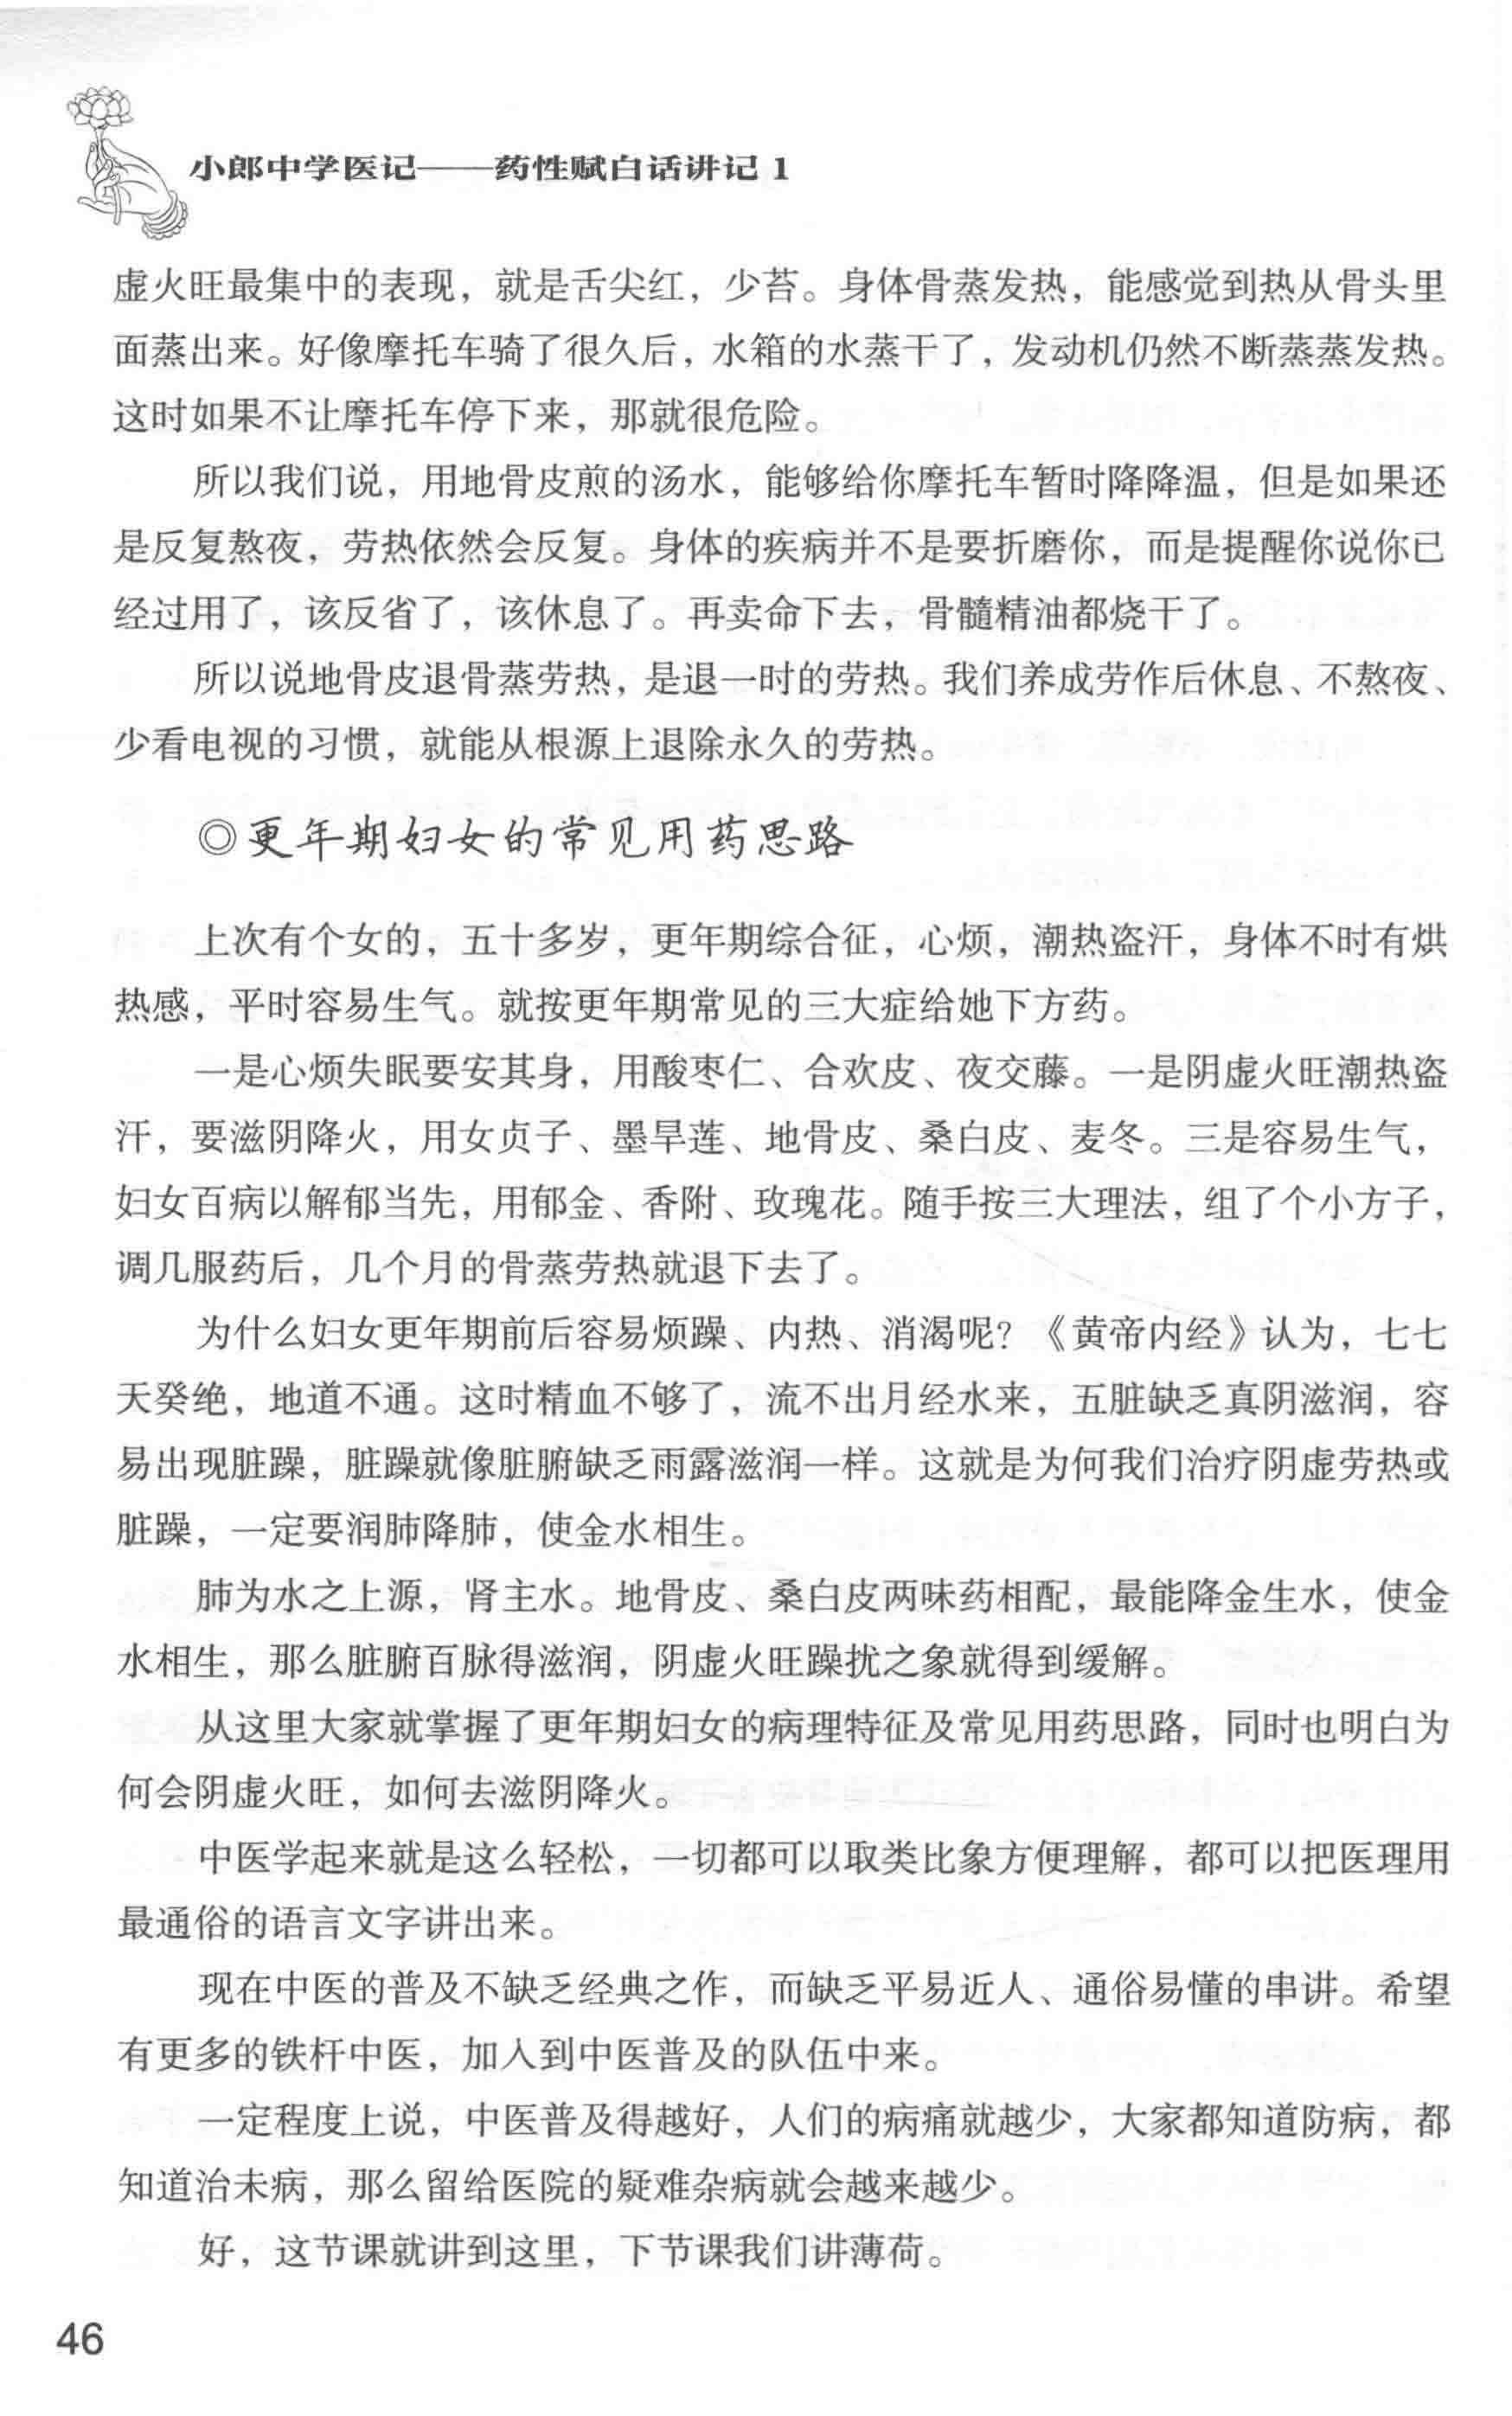 小郎中学医记——药性赋白话讲记 1
虚火旺最集中的表现，就是舌尖红，少苔。身体骨蒸发热，能感觉到热从骨头里
面蒸出来。好像摩托车骑了很久后，水箱的水蒸干了，发动机仍然不断蒸蒸发热。
这时如果不让摩托车停下来，那就很危险。
所以我们说，用地骨皮煎的汤水，能够给你摩托车暂时降降温，但是如果还
是反复熬夜，劳热依然会反复。身体的疾病并不是要折磨你，而是提醒你说你已
经过用了，该反省了，该休息了。再卖命下去，骨髓精油都烧干了。
所以说地骨皮退骨蒸劳热，是退一时的劳热。我们养成劳作后休息、不熬夜、
少看电视的习惯，就能从根源上退除永久的劳热。
◎更年期妇女的常见用药思路
上次有个女的，五十多岁，更年期综合征，心烦，潮热盗汗，身体不时有烘
热感，平时容易生气。就按更年期常见的三大症给她下方药。
一是心烦失眠要安其身，用酸枣仁、合欢皮、夜交藤。一是阴虚火旺潮热盗
汗，要滋阴降火，用女贞子、墨旱莲、地骨皮、桑白皮、麦冬。三是容易生气，
妇女百病以解郁当先，用郁金、香附、玫瑰花。随手按三大理法，组了个小方子，
调几服药后，几个月的骨蒸劳热就退下去了。
为什么妇女更年期前后容易烦躁、内热、消渴呢？《黄帝内经》认为，七七
天癸绝，地道不通。这时精血不够了，流不出月经水来，五脏缺乏真阴滋润，容
易出现脏躁，脏躁就像脏腑缺乏雨露滋润一样。这就是为何我们治疗阴虚劳热或
脏躁，一定要润肺降肺，使金水相生。
肺为水之上源，肾主水。地骨皮、桑白皮两味药相配，最能降金生水，使金
水相生，那么脏腑百脉得滋润，阴虚火旺躁扰之象就得到缓解。
从这里大家就掌握了更年期妇女的病理特征及常见用药思路，同时也明白为
何会阴虚火旺，如何去滋阴降火。
中医学起来就是这么轻松，一切都可以取类比象方便理解，都可以把医理用
最通俗的语言文字讲出来。
现在中医的普及不缺乏经典之作，而缺乏平易近人、通俗易懂的串讲。希望
有更多的铁杆中医，加入到中医普及的队伍中来。
一定程度上说，中医普及得越好，人们的病痛就越少，大家都知道防病，都
知道治未病，那么留给医院的疑难杂病就会越来越少。
好，这节课就讲到这里，下节课我们讲薄荷。
46